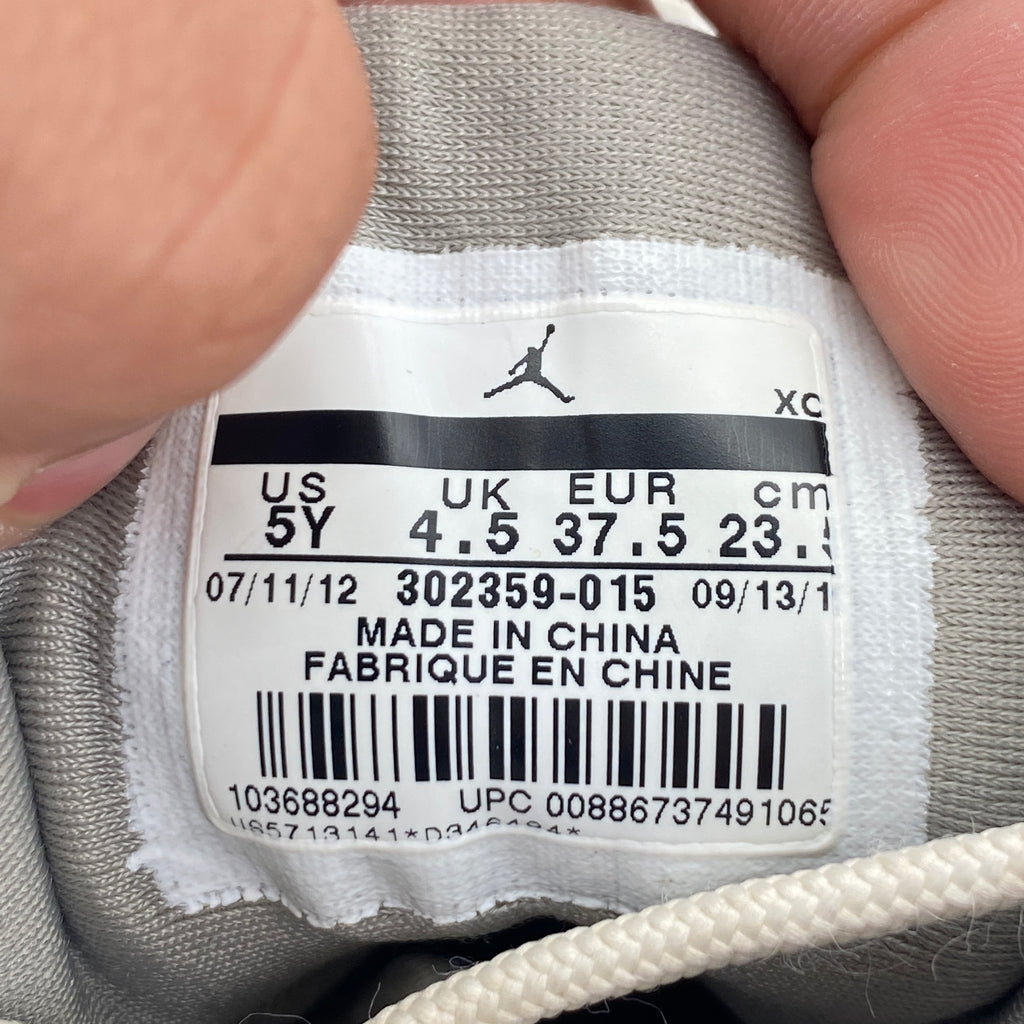 XC
US UK EUR cm
5Y 4.5 37.5 23.5
07/11/12 302359-015 09/13/1
MADE IN CHINA
FABRIQUE EN CHINE
103688294 UPC 00886737491065